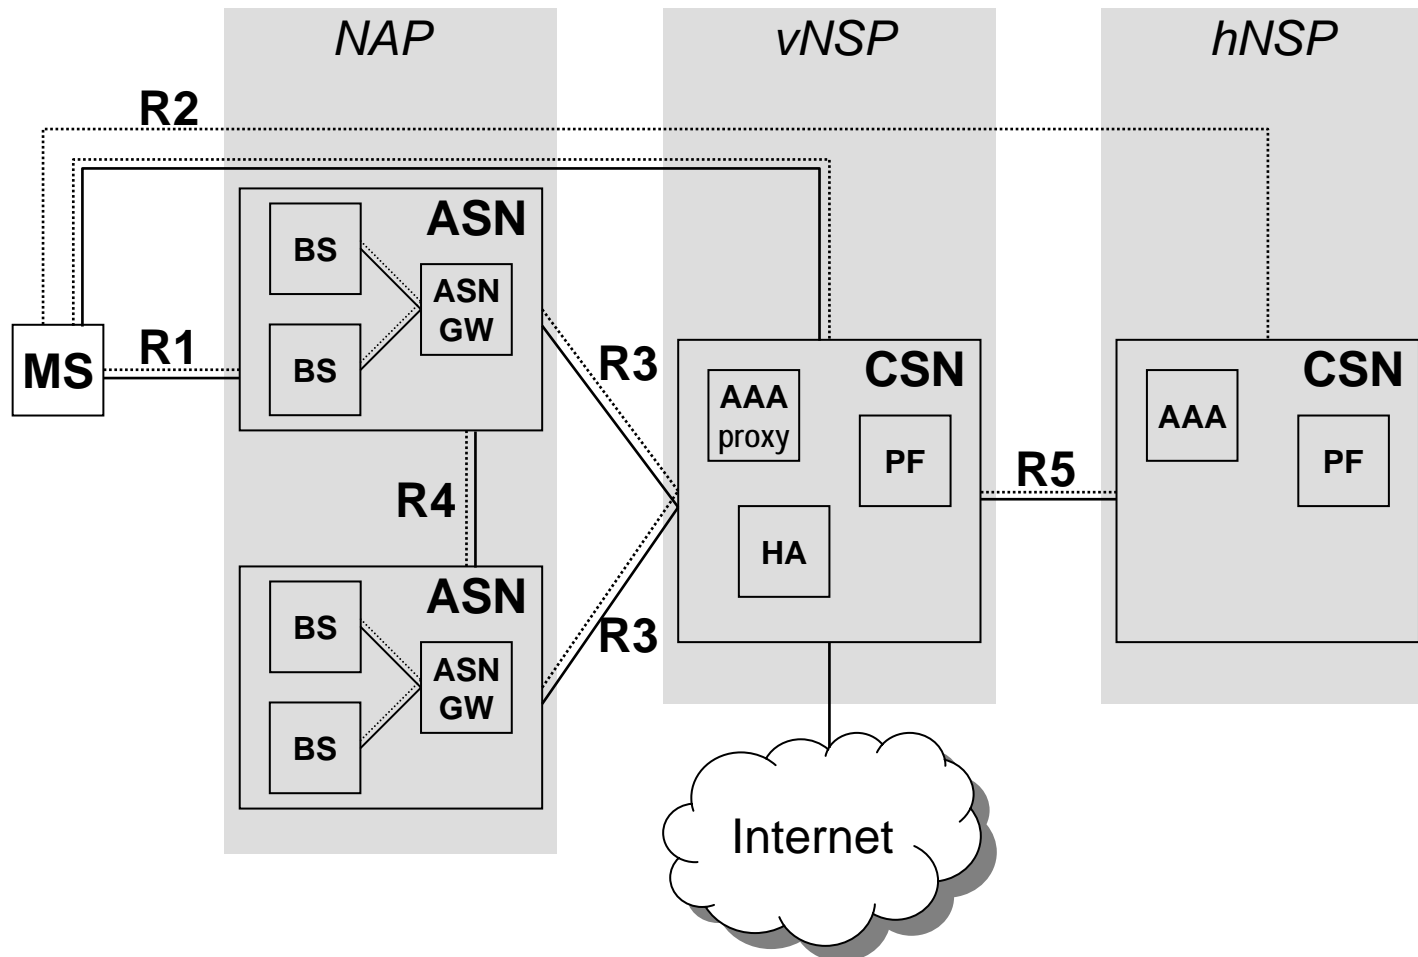 NAP
vNSP
hNSP
R2
ASN
BS
ASN
GW
BS
MS
R1
R3
CSN
AAA
proxy
PF
HA
R5
CSN
AAA
PF
R4
ASN
BS
ASN
GW
BS
R3
Internet